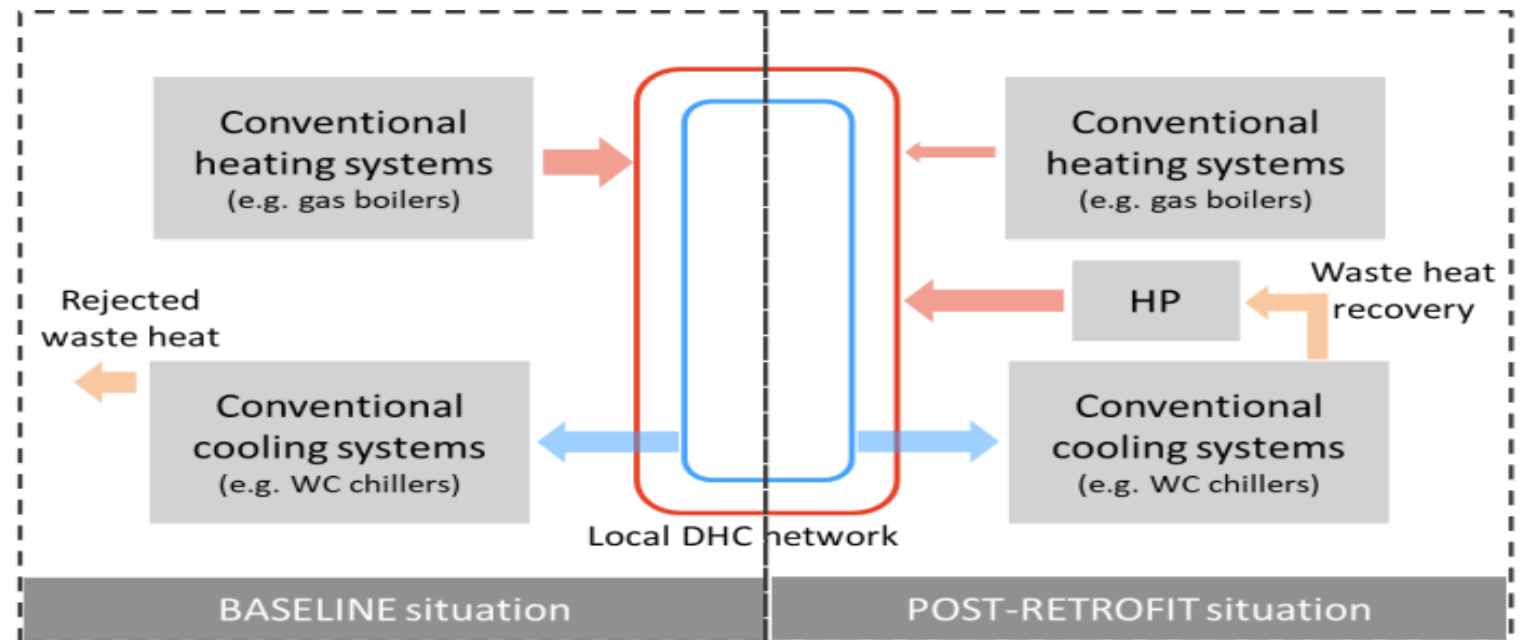 Conventional
heating systems
(e.g. gas boilers)
Rejected
waste heat
Conventional
cooling systems
(e.g. WC chillers)
Local DHC network
BASELINE situation
Conventional
heating systems
(e.g. gas boilers)
HP
Waste heat
recovery
Conventional
cooling systems
(e.g. WC chillers)
POST-RETROFIT situation